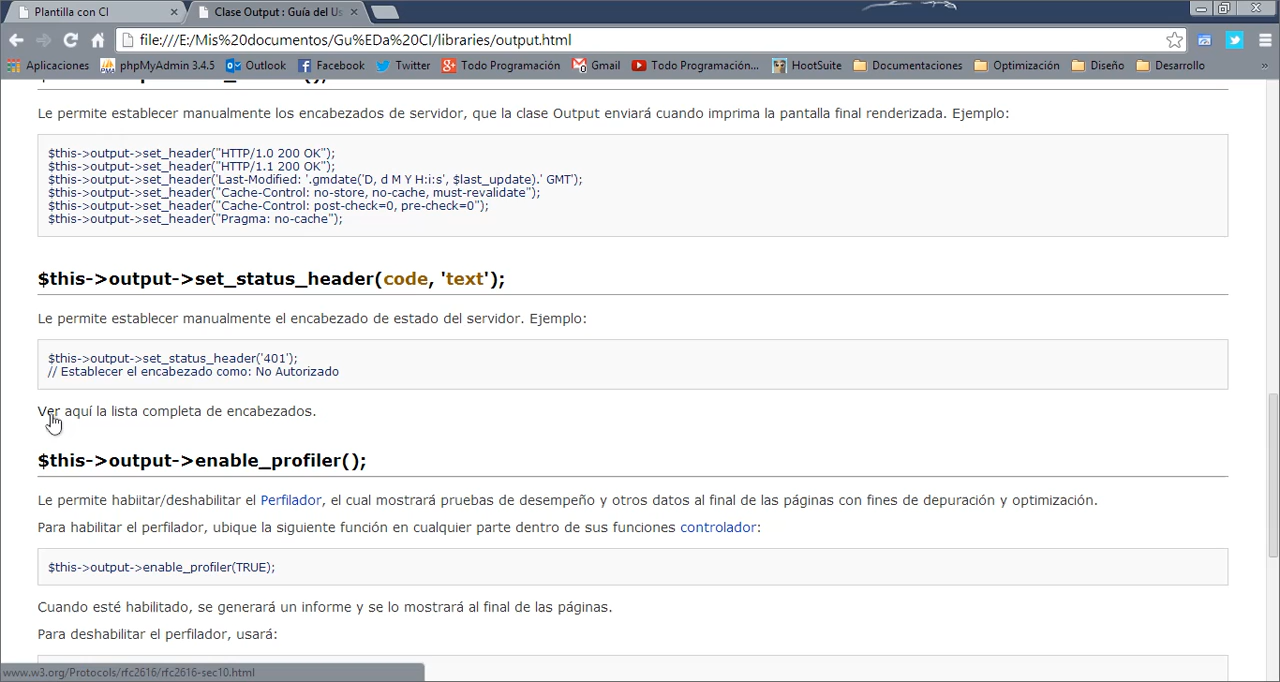 Plantilla con CI
Clase Output : Guía del Us
file:///E:/Mis%20documentos/Gu%EDa%20CI/libraries/output.html
Aplicaciones phpMyAdmin 3.4.5 Outlook Facebook Twitter Todo Programación Gmail Todo Programación... HootSuite Documentaciones Optimización Diseño Desarrollo »
Le permite establecer manualmente los encabezados de servidor, que la clase Output enviará cuando imprima la pantalla final renderizada. Ejemplo:
$this->output->set_header("HTTP/1.0 200 OK");
$this->output->set_header("HTTP/1.1 200 OK");
$this->output->set_header('Last-Modified: '.gmdate('D, d M Y H:i:s', $last_update).' GMT');
$this->output->set_header("Cache-Control: no-store, no-cache, must-revalidate");
$this->output->set_header("Cache-Control: post-check=0, pre-check=0");
$this->output->set_header("Pragma: no-cache");
$this->output->set_status_header(code, 'text');
Le permite establecer manualmente el encabezado de estado del servidor. Ejemplo:
$this->output->set_status_header('401');
// Establecer el encabezado como: No Autorizado
Ver aquí la lista completa de encabezados.
$this->output->enable_profiler();
Le permite habiitar/deshabilitar el Perfilador, el cual mostrará pruebas de desempeño y otros datos al final de las páginas con fines de depuración y optimización.
Para habilitar el perfilador, ubique la siguiente función en cualquier parte dentro de sus funciones controlador:
$this->output->enable_profiler(TRUE);
Cuando esté habilitado, se generará un informe y se lo mostrará al final de las páginas.
Para deshabilitar el perfilador, usará:
www.w3.org/Protocols/rfc2616/rfc2616-sec10.html